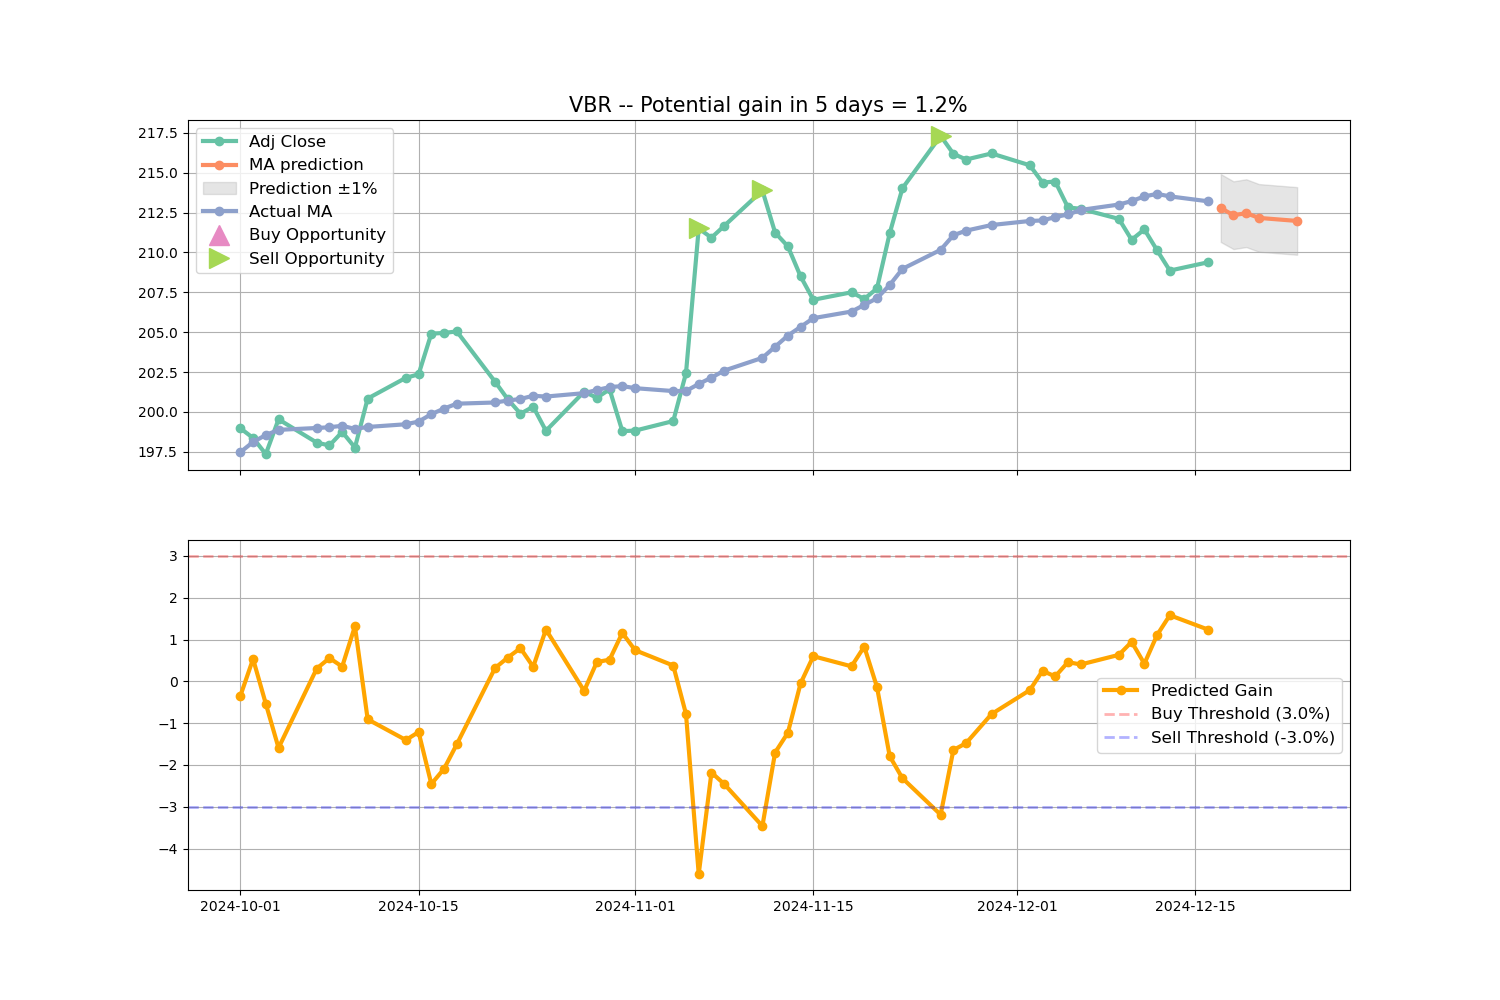 VBR -- Potential gain in 5 days = 1.2%
217.5
215.0
212.5
210.0
207.5
205.0
202.5
200.0
197.5
Adj Close
MA prediction
Prediction ±1%
Actual MA
Buy Opportunity
Sell Opportunity
3
2
1
0
−1
−2
−3
−4
Predicted Gain
Buy Threshold (3.0%)
Sell Threshold (-3.0%)
2024-10-01 2024-10-15 2024-11-01 2024-11-15 2024-12-01 2024-12-15